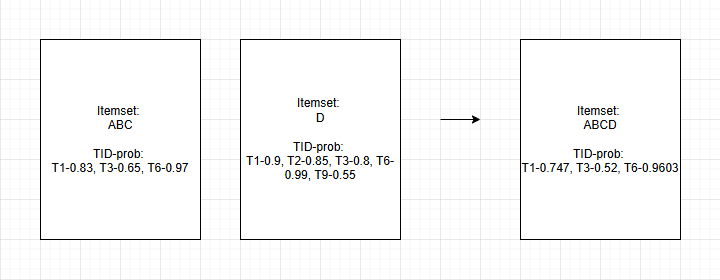 Itemset:
ABC
TID-prob:
T1-0.83, T3-0.65, T6-0.97
Itemset:
D
TID-prob:
T1-0.9, T2-0.85, T3-0.8, T6-
0.99, T9-0.55
Itemset:
ABCD
TID-prob:
T1-0.747, T3-0.52, T6-0.9603